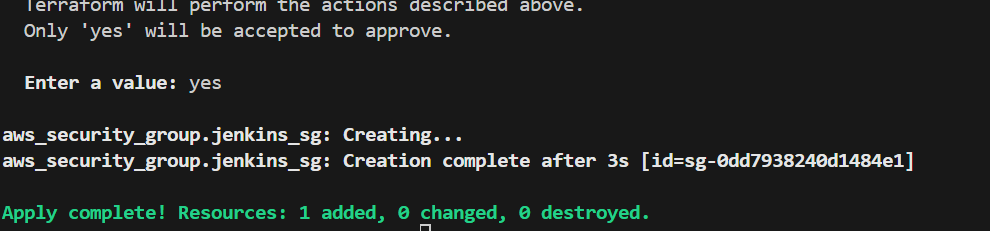 Terraform will perform the actions described above.
Only 'yes' will be accepted to approve.
Enter a value: yes
aws_security_group.jenkins_sg: Creating...
aws_security_group.jenkins_sg: Creation complete after 3s [id=sg-0dd7938240d1484e1]
Apply complete! Resources: 1 added, 0 changed, 0 destroyed.